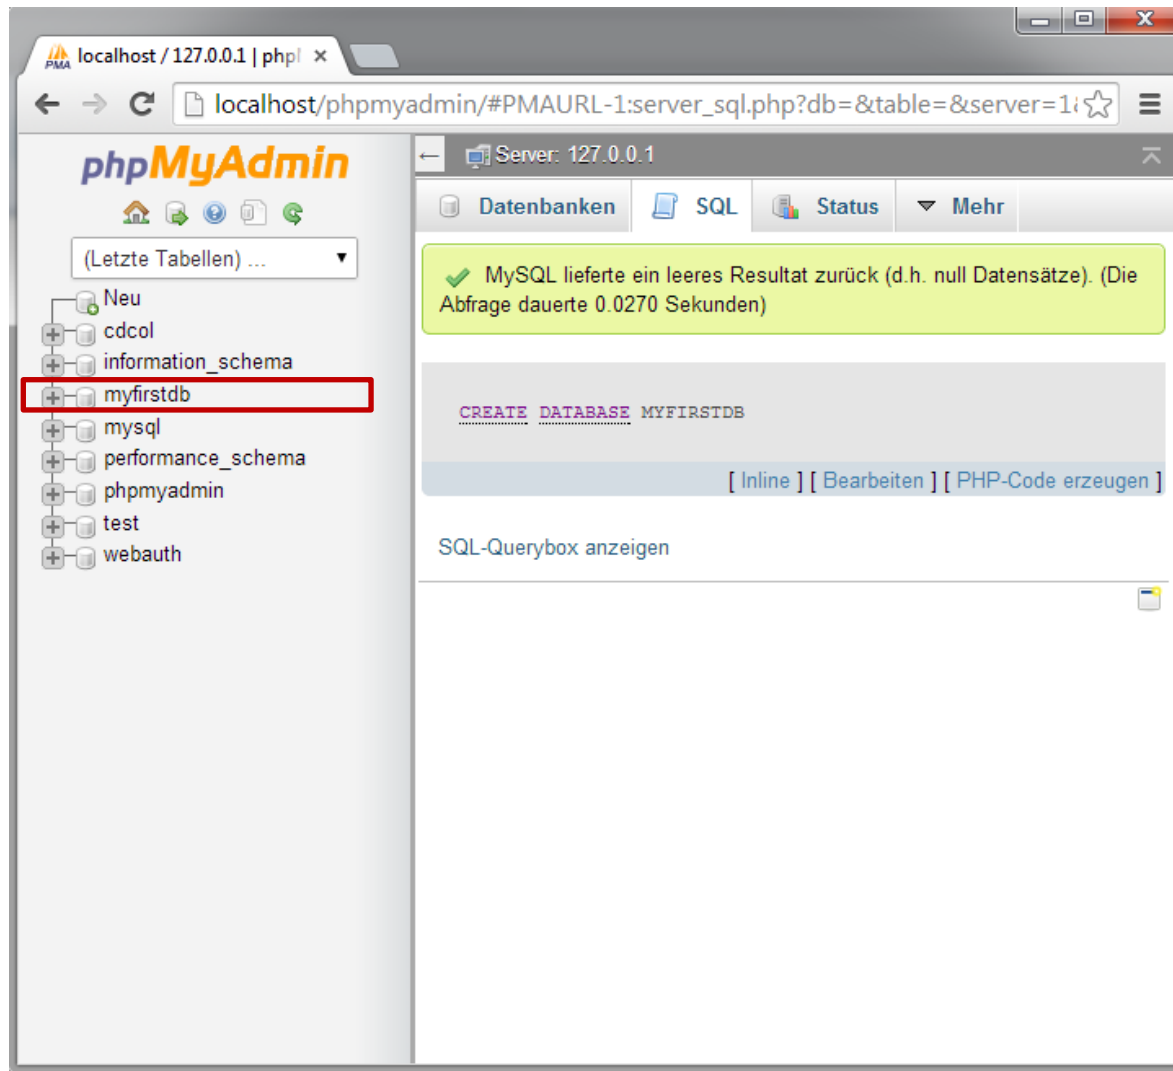 localhost / 127.0.0.1 | phpl
localhost/phpmyadmin/#PMAURL-1:server_sql.php?db=&table=&server=1
phpMyAdmin
PMA
(Letzte Tabellen) ...
Neu
cdcol
information_schema
myfirstdb
mysql
performance_schema
phpmyadmin
test
webauth
Server: 127.0.0.1
Datenbanken SQL Status Mehr
MySQL lieferte ein leeres Resultat zurück (d.h. null Datensätze). (Die
Abfrage dauerte 0.0270 Sekunden)
CREATE DATABASE MYFIRSTDB
[ Inline ] [ Bearbeiten ] [ PHP-Code erzeugen ]
SQL-Querybox anzeigen